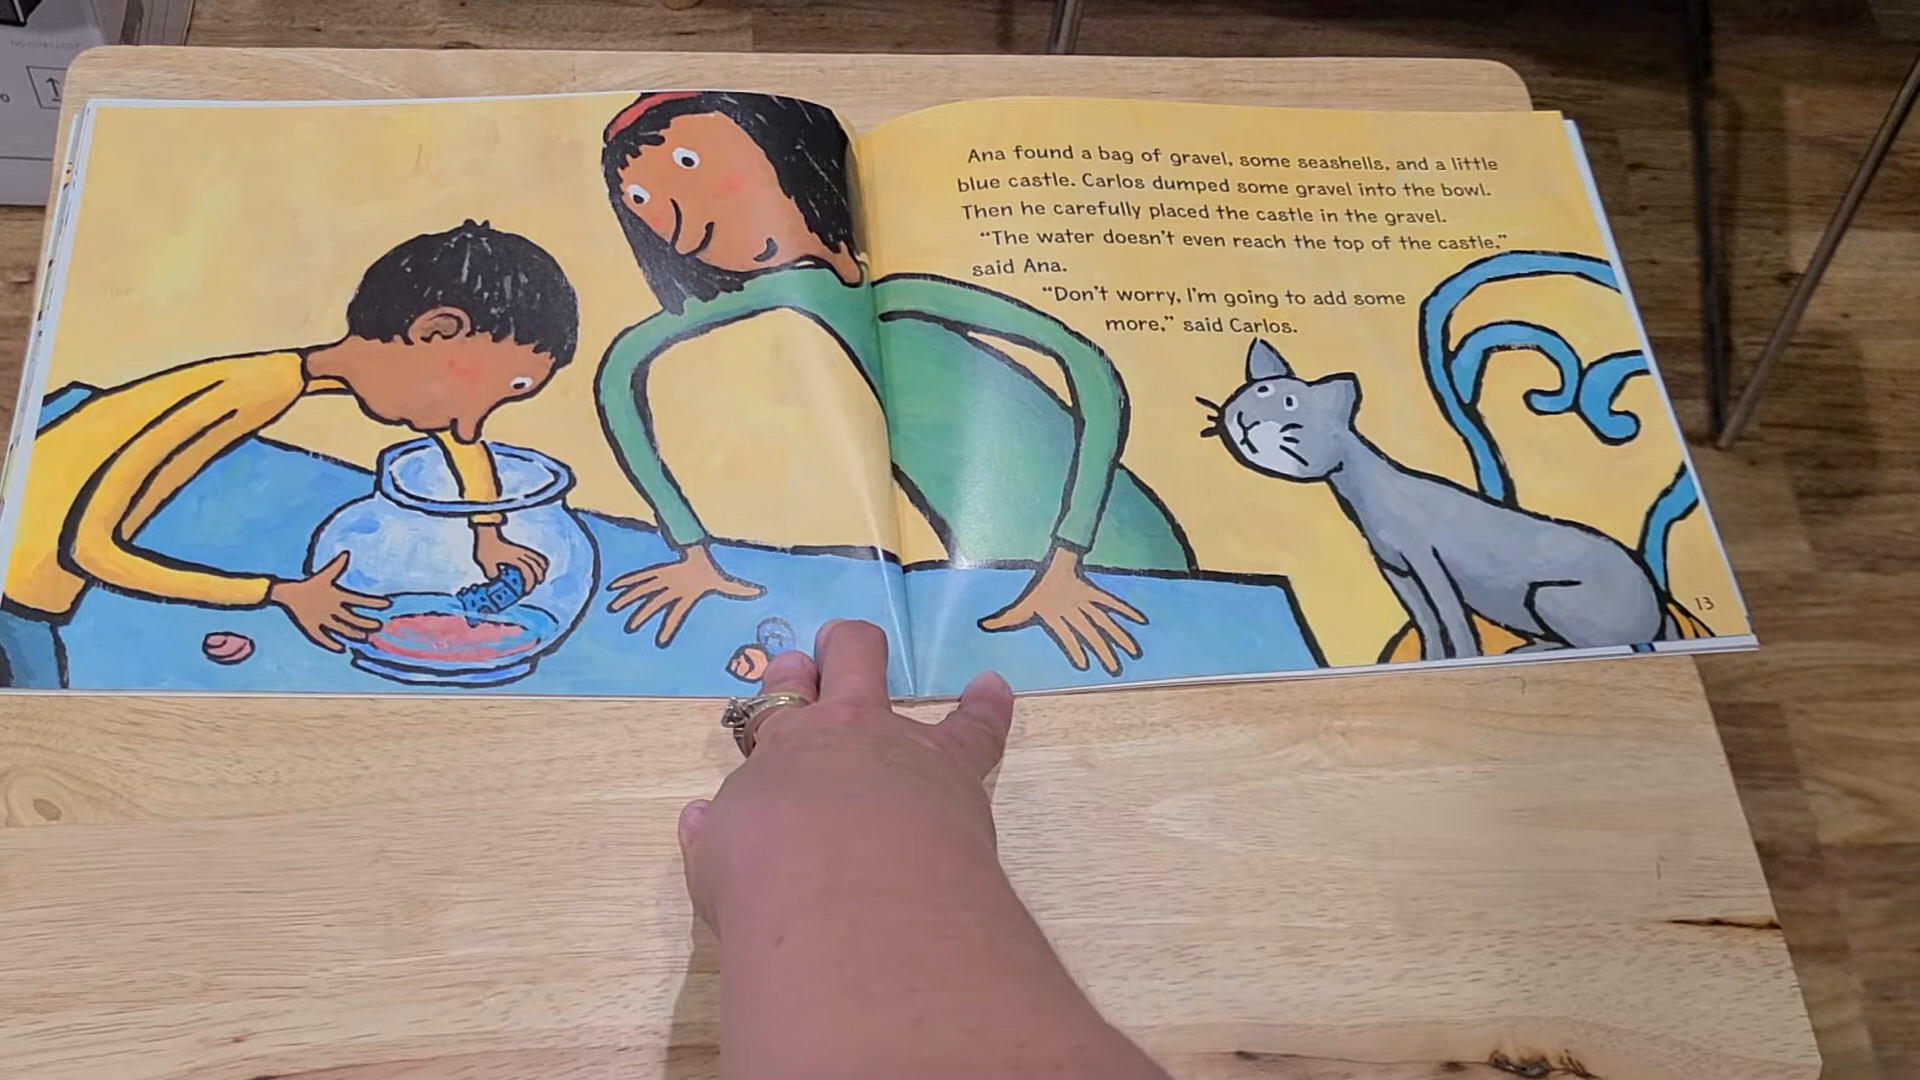 Ana found a bag of gravel, some seashells, and a little
blue castle. Carlos dumped some gravel into the bowl.
Then he carefully placed the castle in the gravel.
“The water doesn’t even reach the top of the castle,”
said Ana.
“Don’t worry, I’m going to add some
more,” said Carlos.
13